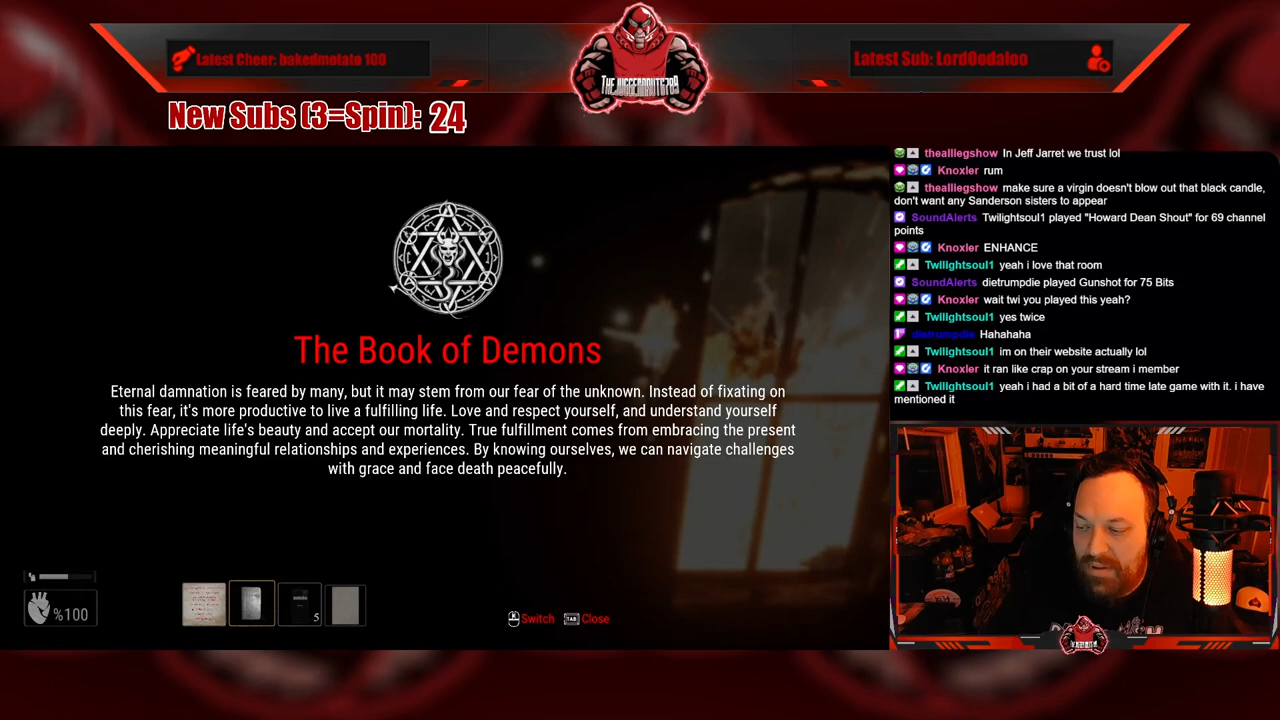 Latest Cheer: bakedmotato 100
THEJUGGERNAUT6789
Latest Sub: LordOodaloo
New Subs (3=Spin): 24
The Book of Demons
Eternal damnation is feared by many, but it may stem from our fear of the unknown. Instead of fixating on
this fear, it's more productive to live a fulfilling life. Love and respect yourself, and understand yourself
deeply. Appreciate life's beauty and accept our mortality. True fulfillment comes from embracing the present
and cherishing meaningful relationships and experiences. By knowing ourselves, we can navigate challenges
with grace and face death peacefully.
%100
5
Switch
TAB Close
thealliegshow In Jeff Jarret we trust lol
Knoxler rum
thealliegshow make sure a virgin doesn't blow out that black candle,
don't want any Sanderson sisters to appear
SoundAlerts Twilightsoul1 played "Howard Dean Shout" for 69 channel
points
Knoxler ENHANCE
Twilightsoul1 yeah i love that room
SoundAlerts dietrumpdie played Gunshot for 75 Bits
Knoxler wait twi you played this yeah?
Twilightsoul1 yes twice
dietrumpdie Hahahaha
Twilightsoul1 im on their website actually lol
Knoxler it ran like crap on your stream i member
Twilightsoul1 yeah i had a bit of a hard time late game with it. i have
mentioned it